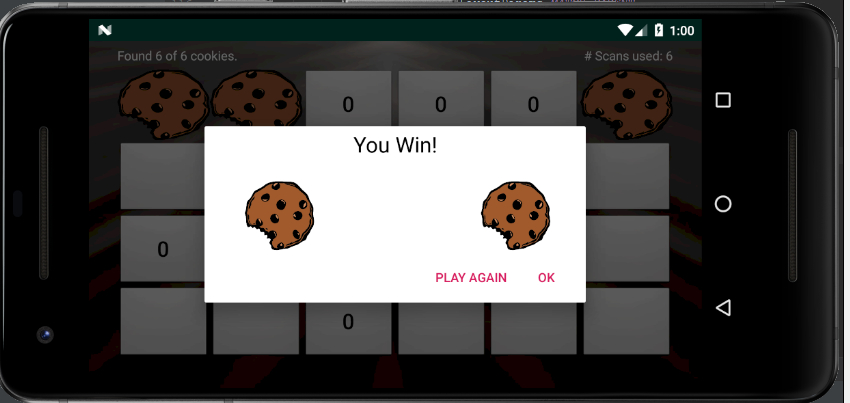 1:00
Found 6 of 6 cookies.
# Scans used: 6
0 0 0
You Win!
0
PLAY AGAIN OK
0